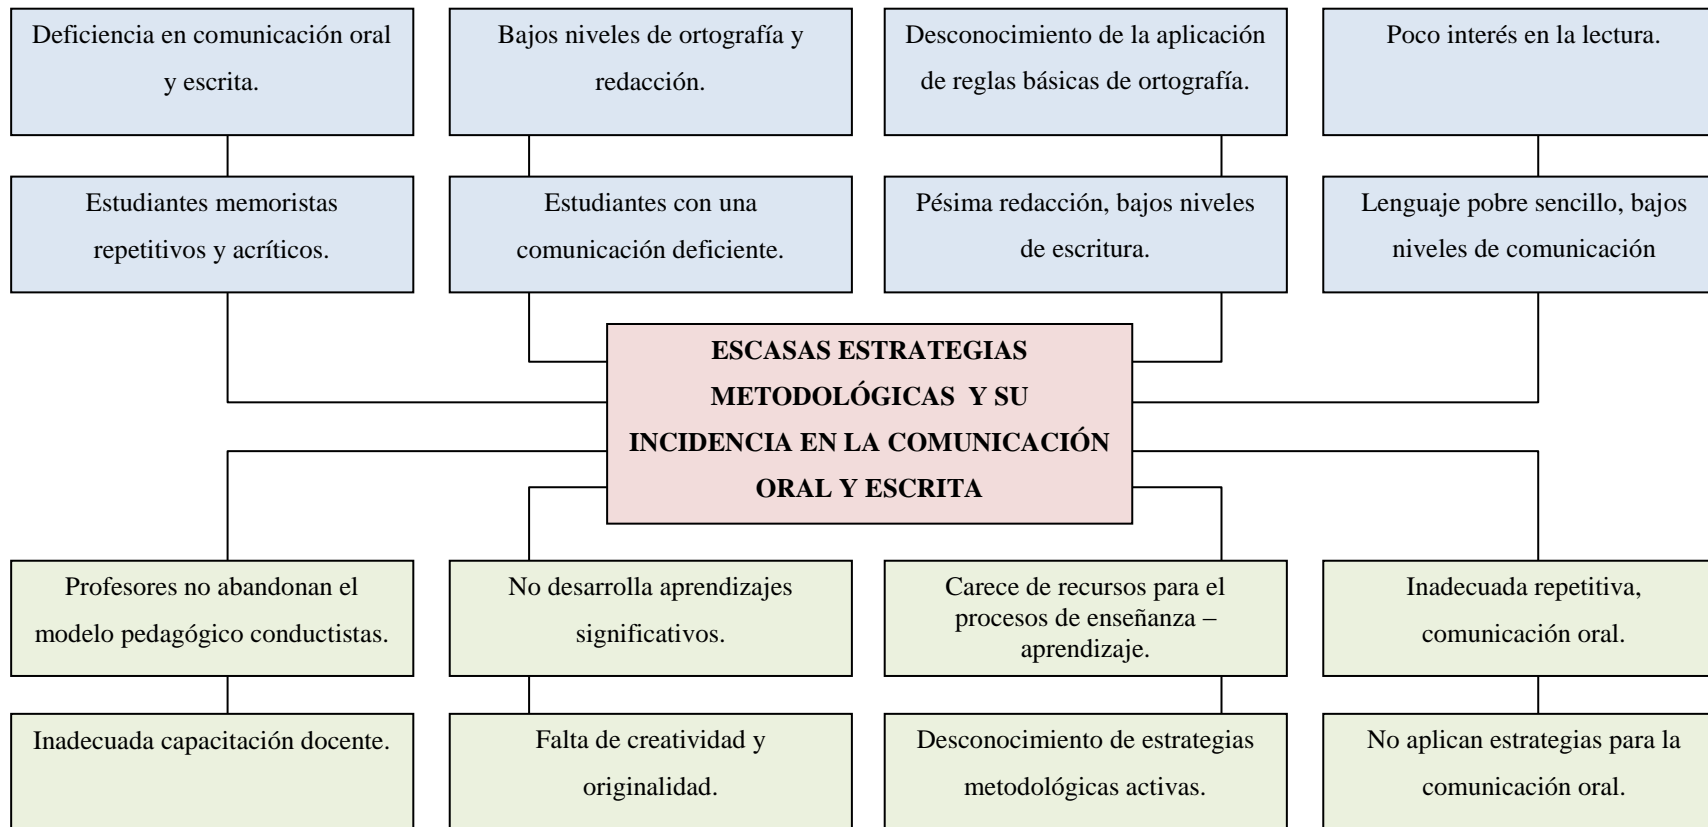 Deficiencia en comunicación oral
y escrita.
Bajos niveles de ortografía y
redacción.
Desconocimiento de la aplicación
de reglas básicas de ortografía.
Poco interés en la lectura.
Estudiantes memoristas
repetitivos y acríticos.
Estudiantes con una
comunicación deficiente.
Pésima redacción, bajos niveles
de escritura.
Lenguaje pobre sencillo, bajos
niveles de comunicación
ESCASAS ESTRATEGIAS
METODOLÓGICAS Y SU
INCIDENCIA EN LA COMUNICACIÓN
ORAL Y ESCRITA
Profesores no abandonan el
modelo pedagógico conductistas.
No desarrolla aprendizajes
significativos.
Carece de recursos para el
procesos de enseñanza –
aprendizaje.
Inadecuada repetitiva,
comunicación oral.
Inadecuada capacitación docente.
Falta de creatividad y
originalidad.
Desconocimiento de estrategias
metodológicas activas.
No aplican estrategias para la
comunicación oral.